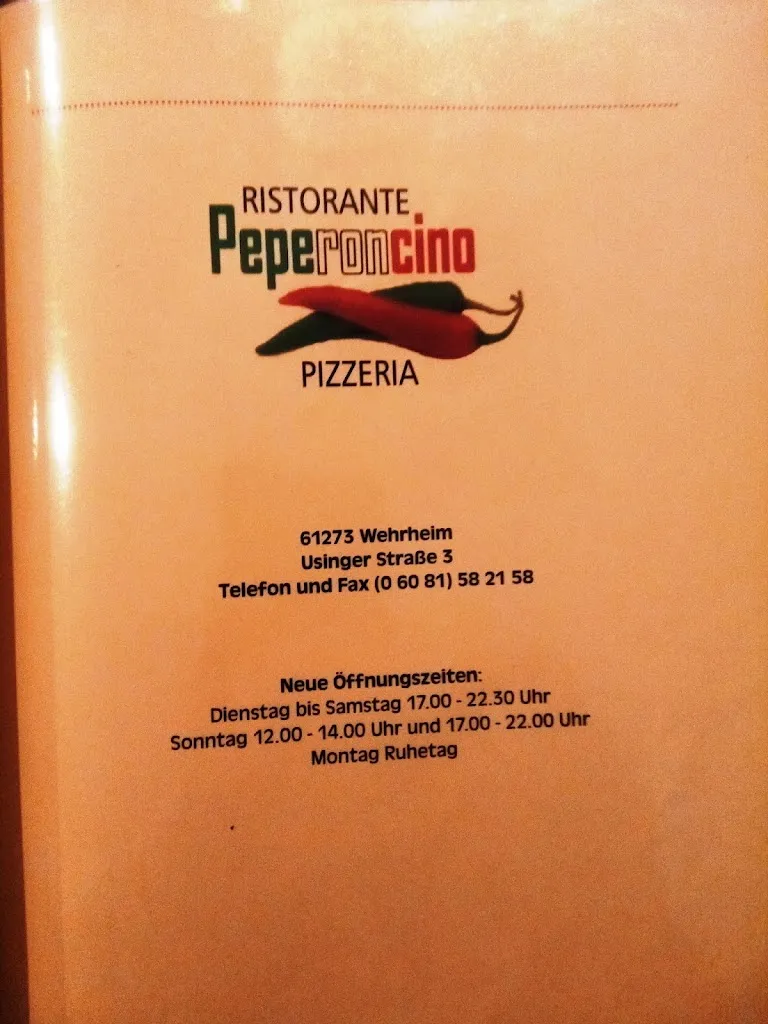 RISTORANTE
Peperoncino
PIZZERIA
61273 Wehrheim
Usinger Straße 3
Telefon und Fax (0 60 81) 58 21 58
Neue Öffnungszeiten:
Dienstag bis Samstag 17.00 - 22.30 Uhr
Sonntag 12.00 - 14.00 Uhr und 17.00 - 22.00 Uhr
Montag Ruhetag